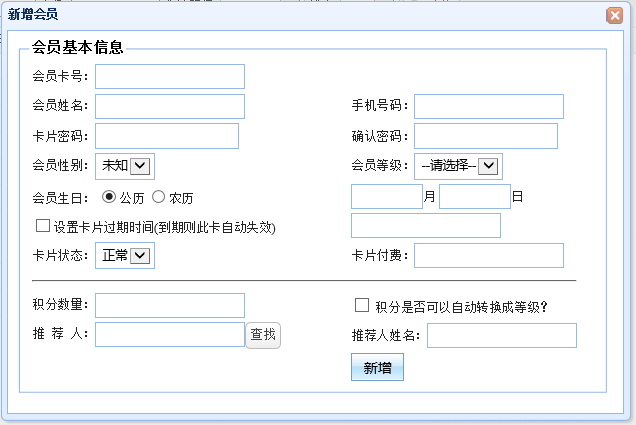 新增会员
会员基本信息
会员卡号：
会员姓名： 手机号码：
卡片密码： 确认密码：
会员性别： 未知 会员等级： --请选择--
会员生日： 公历 农历 月 日
设置卡片过期时间(到期则此卡自动失效)
卡片状态： 正常 卡片付费：
积分数量： 积分是否可以自动转换成等级？
推 荐 人： 查找 推荐人姓名：
新增